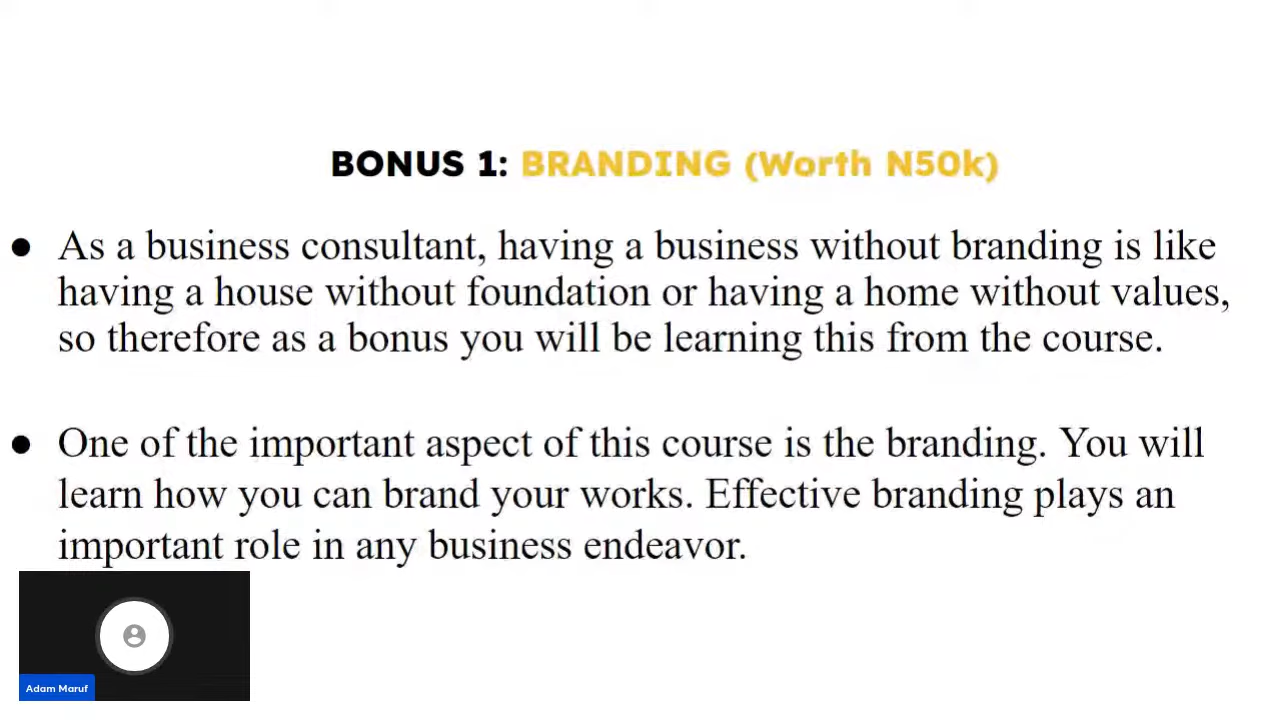 BONUS 1: BRANDING (Worth N50k)
● As a business consultant, having a business without branding is like
having a house without foundation or having a home without values,
so therefore as a bonus you will be learning this from the course.
● One of the important aspect of this course is the branding. You will
learn how you can brand your works. Effective branding plays an
important role in any business endeavor.
Adam Maruf